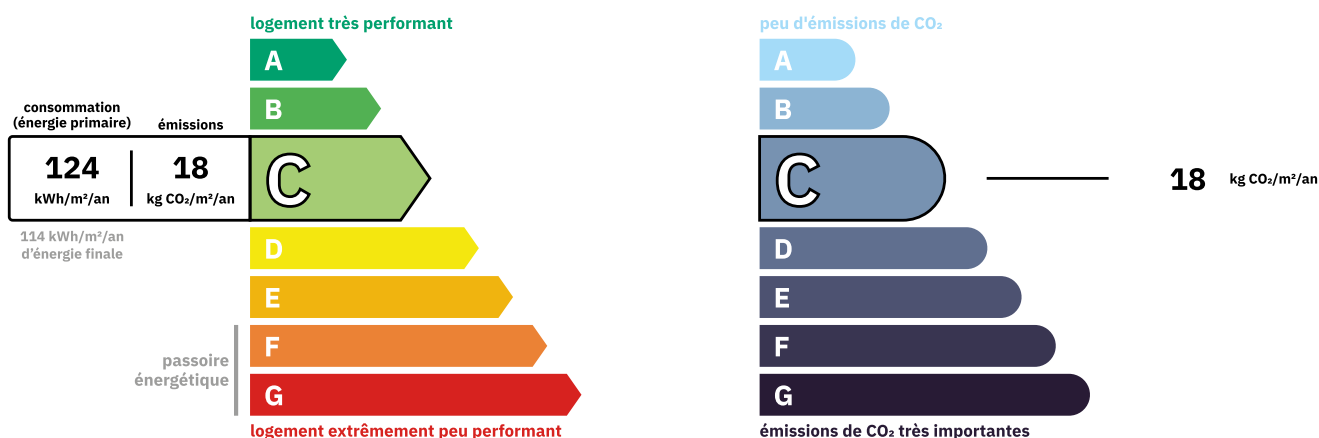 logement très performant
A
B
consommation
(énergie primaire)
émissions
124
kWh/m²/an
18
kg CO₂/m²/an
C
114 kWh/m²/an
d'énergie finale
D
E
F
passoire
énergétique
G
logement extrêmement peu performant
peu d'émissions de CO₂
A
B
C
18 kg CO₂/m²/an
D
E
F
G
émissions de CO₂ très importantes